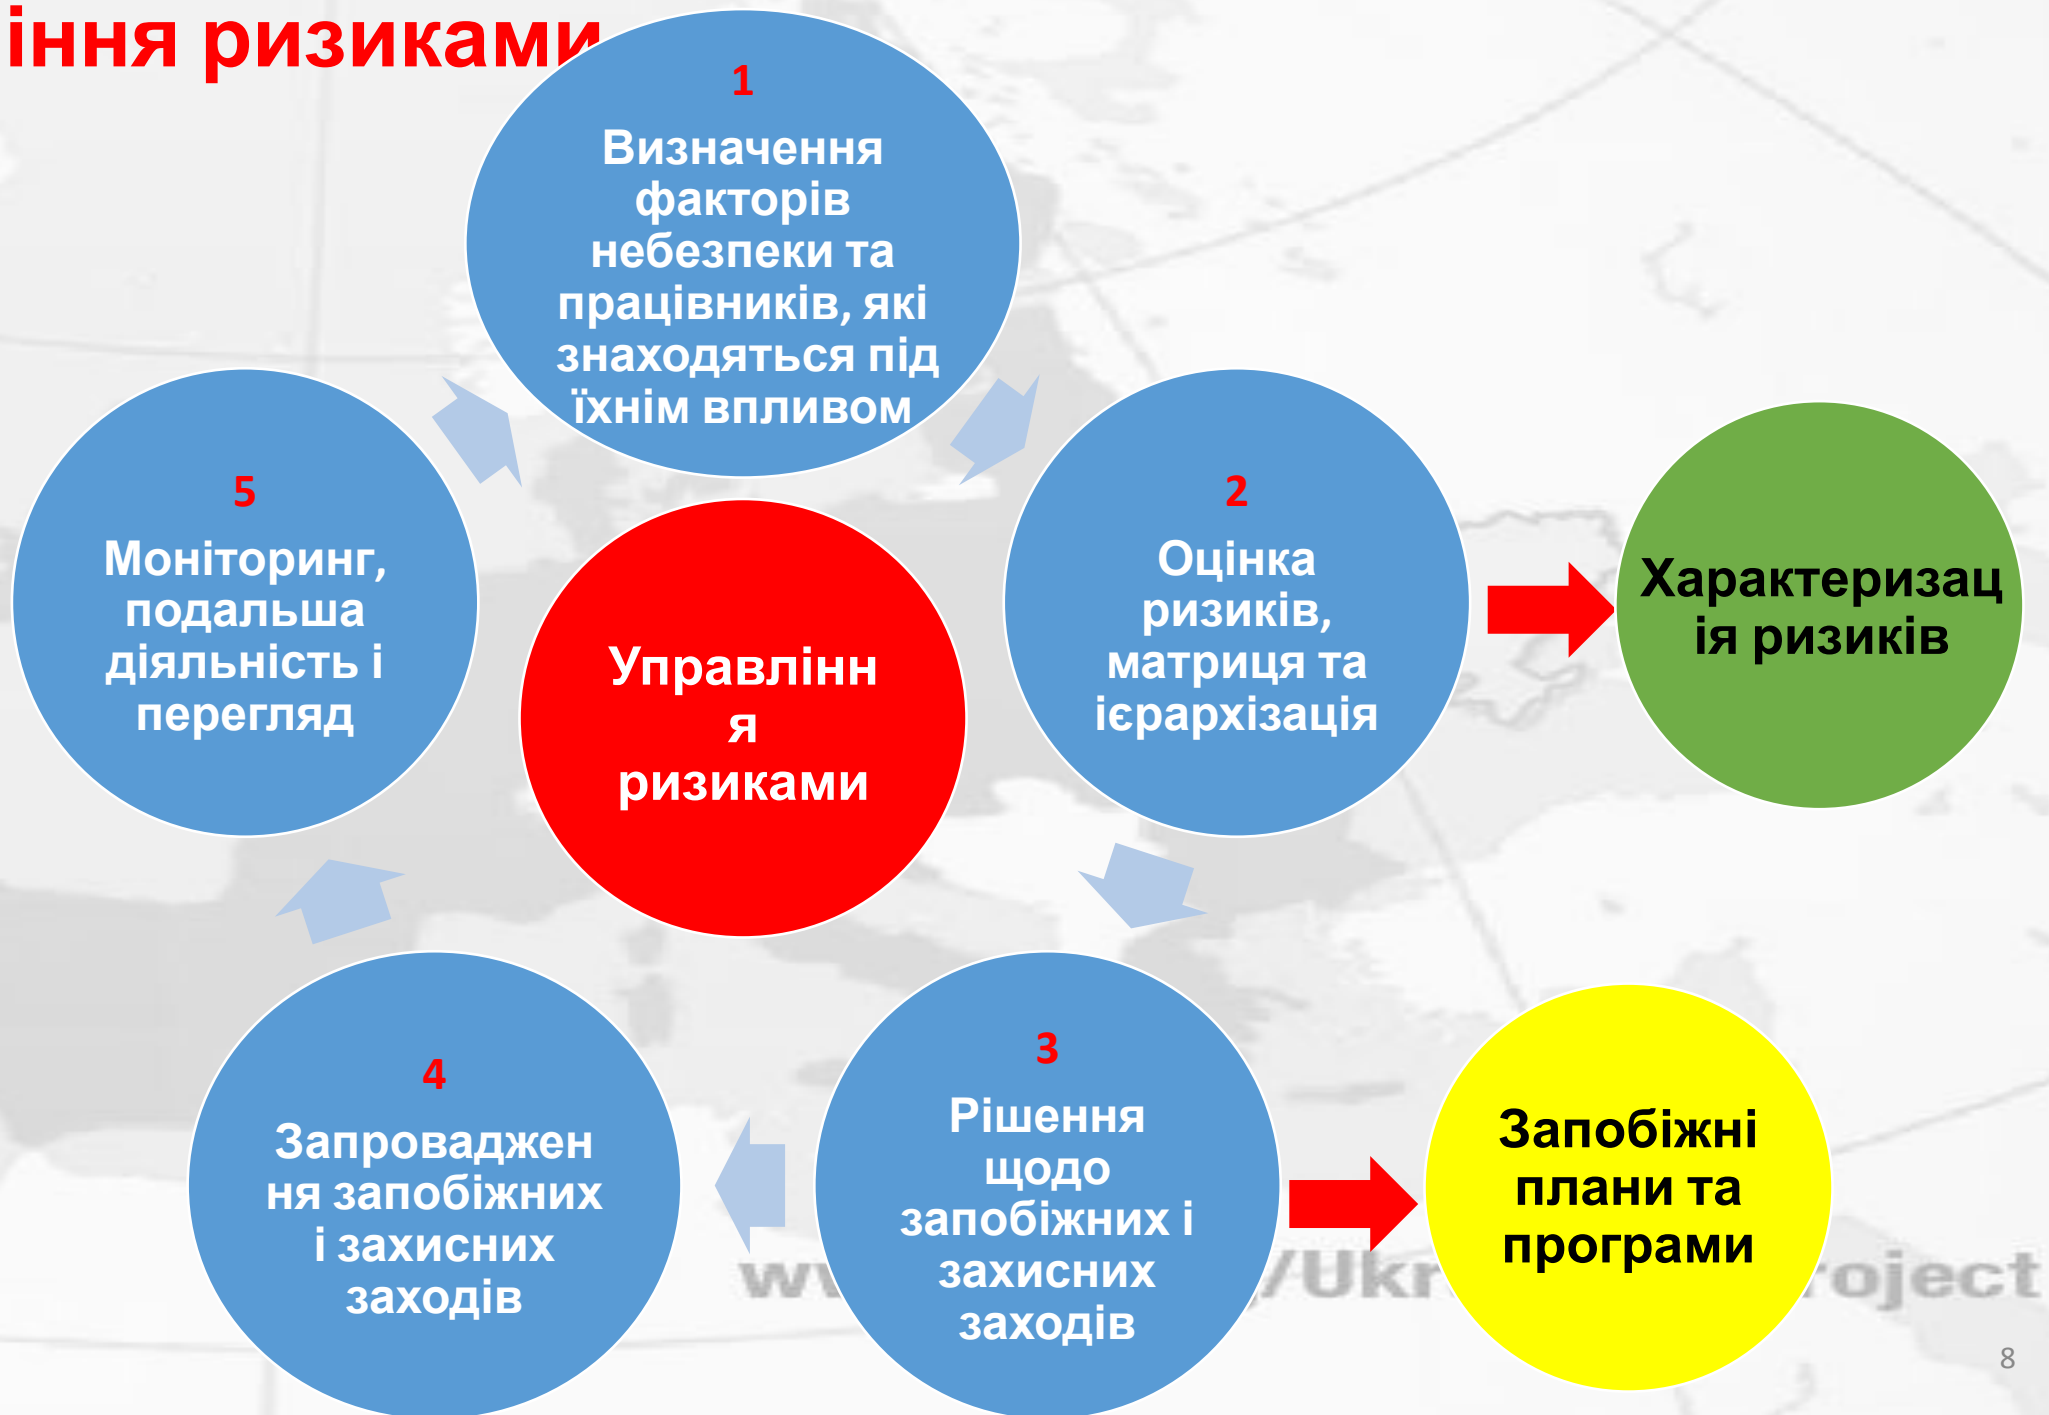 іння ризиками
1
Визначення
факторів
небезпеки та
працівників, які
знаходяться під
їхнім впливом
5
Моніторинг,
подальша
діяльність і
перегляд
Управлінн
я
ризиками
2
Оцінка
ризиків,
матриця та
ієрархізація
Характеризац
ія ризиків
4
Запроваджен
ня запобіжних
і захисних
заходів
3
Рішення
щодо
запобіжних і
захисних
заходів
Запобіжні
плани та
програми
8